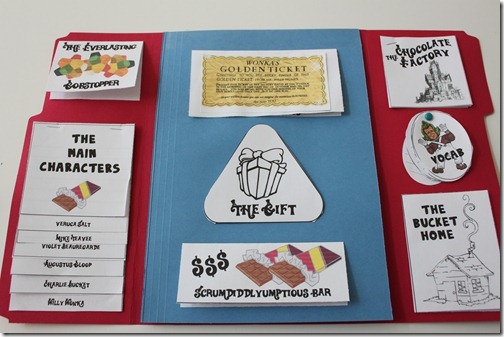 THE EVERLASTING
GOBSTOPPER
THE
MAIN
CHARACTERS
VERUCA SALT
MIKE TEAVEE
VIOLET BEAUREGARDE
AUGUSTUS GLOOP
CHARLIE BUCKET
WILLY WONKA
WONKA'S
GOLDEN TICKET
THE GIFT
$$$
SCRUMDIDDLYUMPTIOUS BAR
CHOCOLATE
THE FACTORY
VOCAB
THE
BUCKET
HOME